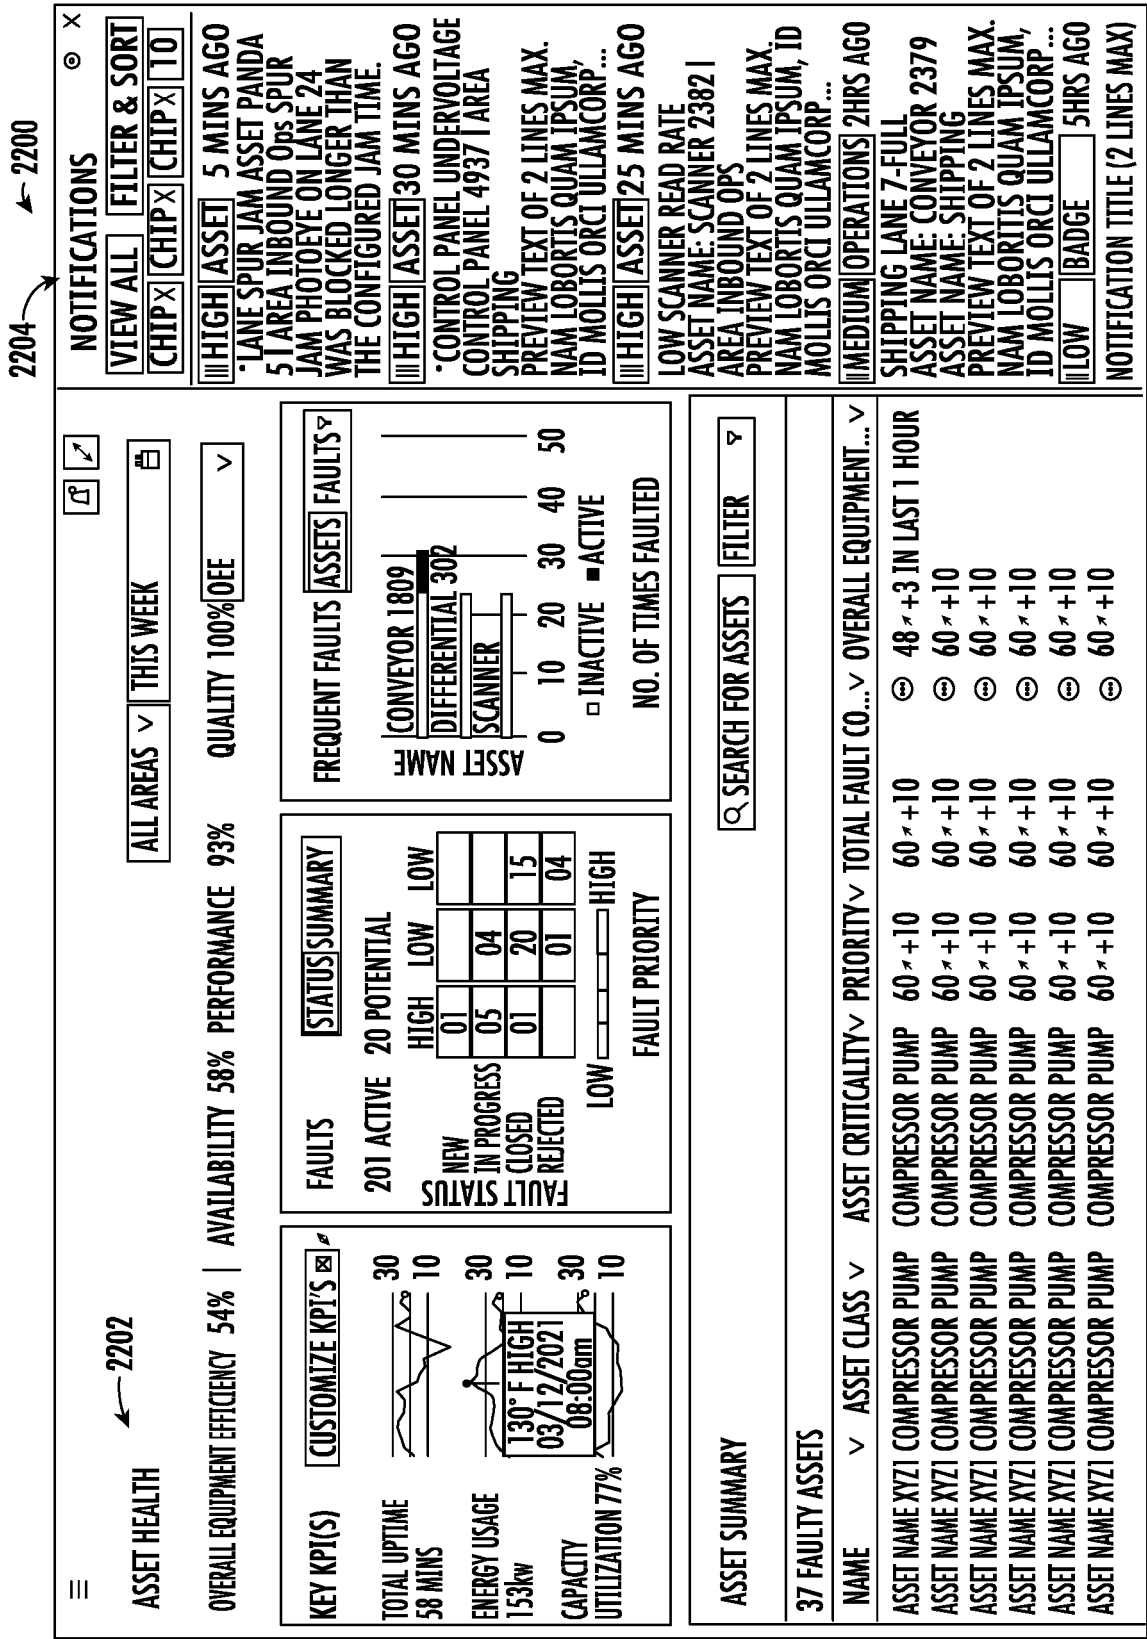 2204
2200
2202
ASSET HEALTH
ALL AREAS
THIS WEEK
OVERALL EQUIPMENT EFFICIENCY 54% | AVAILABILITY 58% PERFORMANCE 93% QUALITY 100% OEE
KEY KPI(S)
CUSTOMIZE KPI'S
TOTAL UPTIME
58 MINS
30
10
ENERGY USAGE
153kw
30
10
130° F HIGH
03/12/2021
08:00am
CAPACITY
UTILIZATION 77%
30
10
FAULTS
STATUS SUMMARY
201 ACTIVE 20 POTENTIAL
HIGH LOW LOW
FAULT STATUS
NEW 01
IN PROGRESS 05 04
CLOSED 01 20 15
REJECTED 01 04
LOW HIGH
FAULT PRIORITY
FREQUENT FAULTS ASSETS FAULTS
ASSET NAME
CONVEYOR 1809
DIFFERENTIAL 302
SCANNER
0 10 20 30 40 50
INACTIVE ACTIVE
NO. OF TIMES FAULTED
ASSET SUMMARY
SEARCH FOR ASSETS
FILTER
37 FAULTY ASSETS
NAME ASSET CLASS ASSET CRITICALITY PRIORITY TOTAL FAULT CO... OVERALL EQUIPMENT...
ASSET NAME XYZ1 COMPRESSOR PUMP COMPRESSOR PUMP 60 +10 60 +10 48 +3 IN LAST 1 HOUR
ASSET NAME XYZ1 COMPRESSOR PUMP COMPRESSOR PUMP 60 +10 60 +10 60 +10
ASSET NAME XYZ1 COMPRESSOR PUMP COMPRESSOR PUMP 60 +10 60 +10 60 +10
ASSET NAME XYZ1 COMPRESSOR PUMP COMPRESSOR PUMP 60 +10 60 +10 60 +10
ASSET NAME XYZ1 COMPRESSOR PUMP COMPRESSOR PUMP 60 +10 60 +10 60 +10
ASSET NAME XYZ1 COMPRESSOR PUMP COMPRESSOR PUMP 60 +10 60 +10 60 +10
NOTIFICATIONS X
VIEW ALL FILTER & SORT
CHIP X CHIP X CHIP X 10
HIGH ASSET 5 MINS AGO
·LANE SPUR JAM ASSET PANDA
5 | AREA INBOUND Ops SPUR
JAM PHOTOEYE ON LANE 24
WAS BLOCKED LONGER THAN
THE CONFIGURED JAM TIME.
HIGH ASSET 30 MINS AGO
·CONTROL PANEL UNDERVOLTAGE
CONTROL PANEL 4937 | AREA
SHIPPING
PREVIEW TEXT OF 2 LINES MAX.
NAM LOBORTIS QUAM IPSUM,
ID MOLLIS ORCI ULLAMCORP...
HIGH ASSET 25 MINS AGO
LOW SCANNER READ RATE
ASSET NAME: SCANNER 2382 |
AREA INBOUND OPS
PREVIEW TEXT OF 2 LINES MAX.
NAM LOBORTIS QUAM IPSUM, ID
MOLLIS ORCI ULLAMCORP...
MEDIUM OPERATIONS 2HRS AGO
SHIPPING LANE 7-FULL
ASSET NAME: CONVEYOR 2379
ASSET NAME: SHIPPING
PREVIEW TEXT OF 2 LINES MAX.
NAM LOBORITIS QUAM IPSUM,
ID MOLLIS ORCI ULLAMCORP...
LOW BADGE 5HRS AGO
NOTIFICATION TITLE (2 LINES MAX)